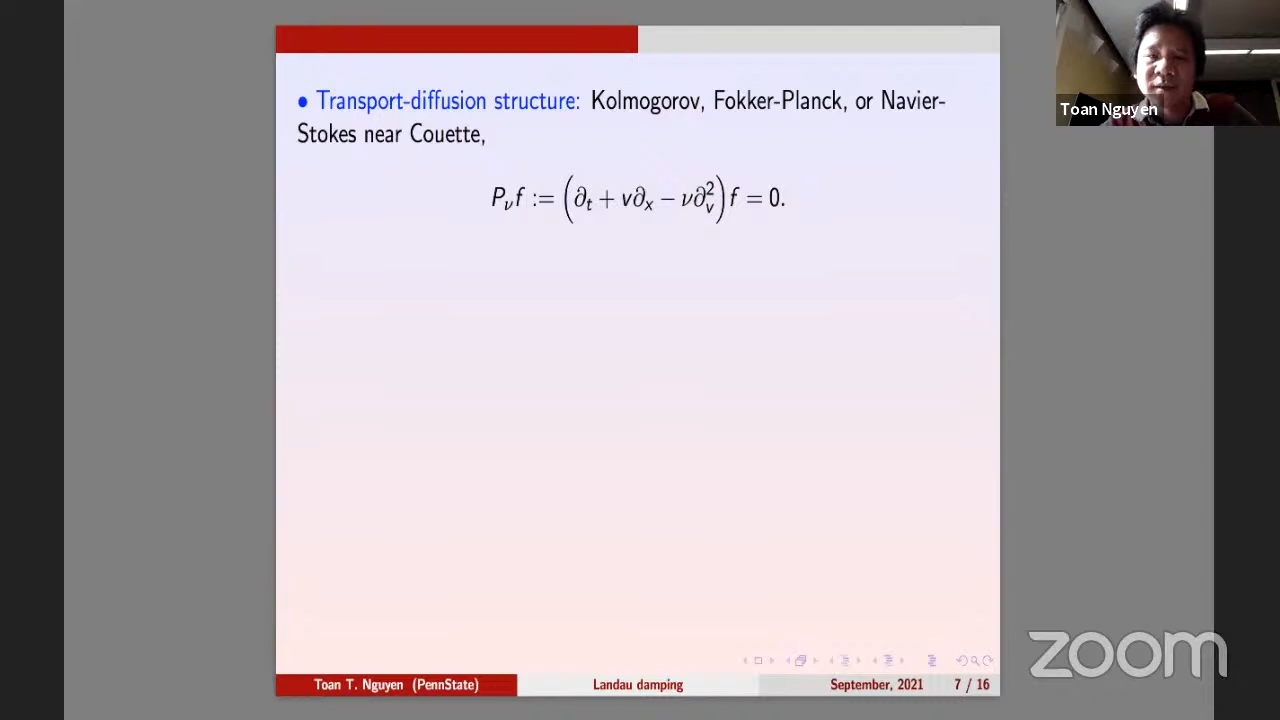 • Transport-diffusion structure: Kolmogorov, Fokker-Planck, or Navier-
Stokes near Couette,
P_ν f := (∂_t + v∂_x − ν∂_v^2) f = 0.
Toan Nguyen
zoom
Toan T. Nguyen (PennState) Landau damping September, 2021 7 / 16